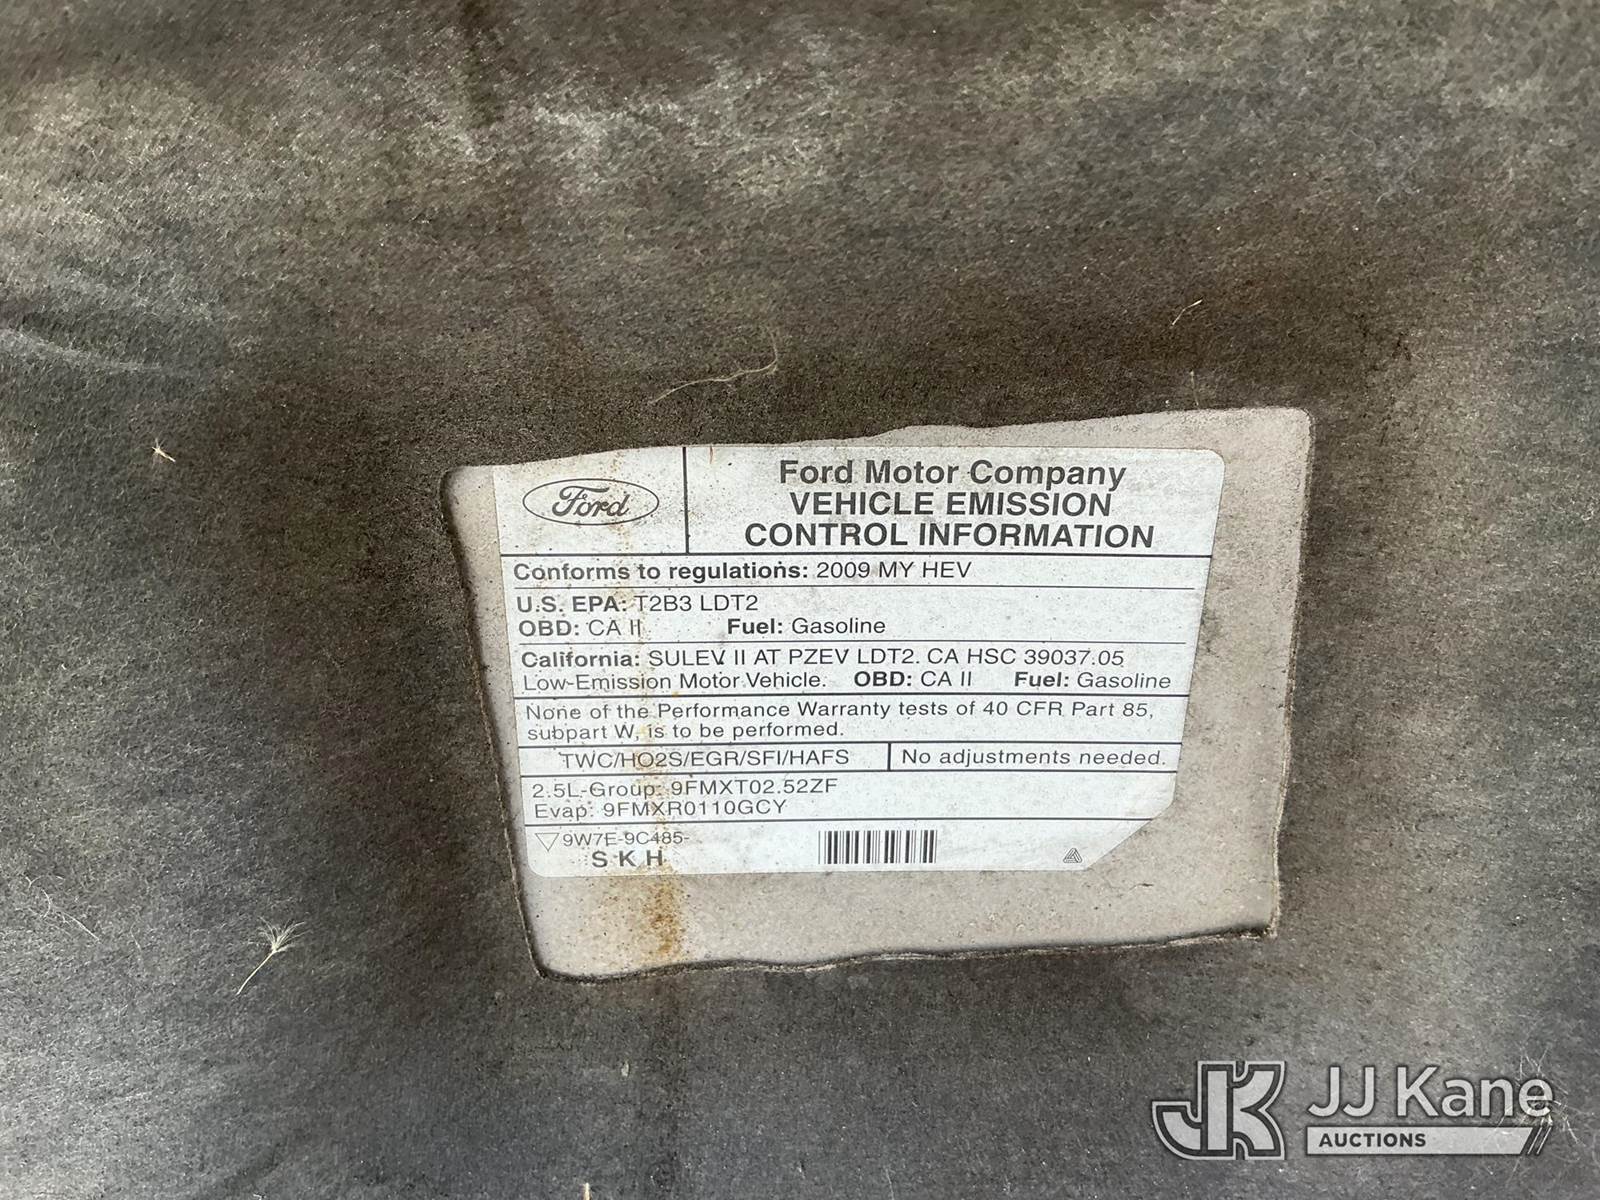 Ford
Ford Motor Company
VEHICLE EMISSION
CONTROL INFORMATION
Conforms to regulations: 2009 MY HEV
U.S. EPA: T2B3 LDT2
OBD: CA II Fuel: Gasoline
California: SULEV II AT PZEV LDT2. CA HSC 39037.05
Low-Emission Motor Vehicle. OBD: CA II Fuel: Gasoline
None of the Performance Warranty tests of 40 CFR Part 85,
subpart W, is to be performed.
TWC/HO2S/EGR/SFI/HAFS No adjustments needed.
2.5L-Group: 9FMXT02.52ZF
Evap: 9FMXR0110GCY
9W7E-9C485-
S K H
JK JJ Kane
AUCTIONS